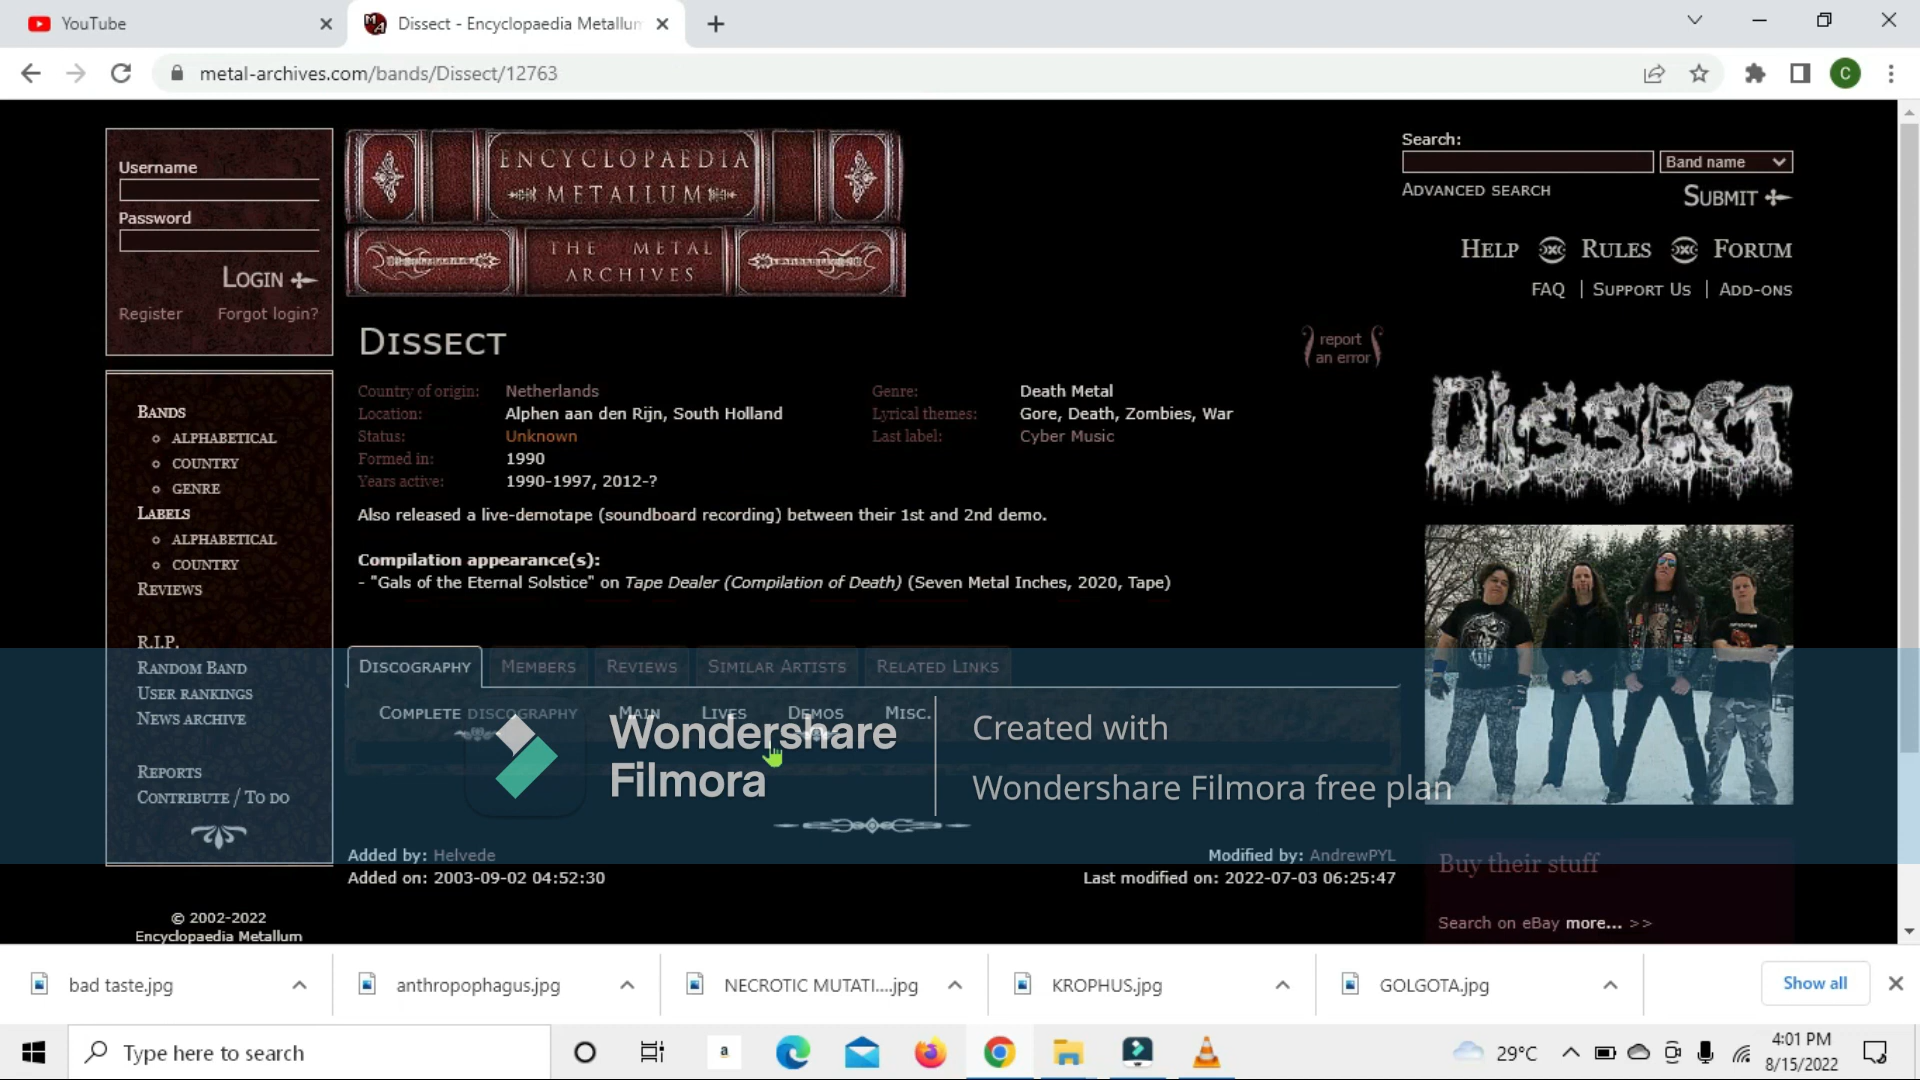 YouTube
Dissect - Encyclopaedia Metallum
metal-archives.com/bands/Dissect/12763
C
Username
Password
LOGIN
Register Forgot login?
ENCYCLOPAEDIA
METALLUM
THE METAL
ARCHIVES
Search:
Band name
ADVANCED SEARCH
SUBMIT
HELP RULES FORUM
FAQ | SUPPORT US | ADD-ONS
DISSECT
report
an error
Country of origin: Netherlands
Location: Alphen aan den Rijn, South Holland
Status: Unknown
Formed in: 1990
Years active: 1990-1997, 2012-?
Genre: Death Metal
Lyrical themes: Gore, Death, Zombies, War
Last label: Cyber Music
Also released a live-demotape (soundboard recording) between their 1st and 2nd demo.
Compilation appearance(s):
- "Gals of the Eternal Solstice" on Tape Dealer (Compilation of Death) (Seven Metal Inches, 2020, Tape)
DISSECT
BANDS
ALPHABETICAL
COUNTRY
GENRE
LABELS
ALPHABETICAL
COUNTRY
REVIEWS
R.I.P.
RANDOM BAND
USER RANKINGS
NEWS ARCHIVE
REPORTS
CONTRIBUTE / TO DO
DISCOGRAPHY MEMBERS REVIEWS SIMILAR ARTISTS RELATED LINKS
COMPLETE DISCOGRAPHY MAIN LIVES DEMOS MISC.
Wondershare
Filmora
Created with
Wondershare Filmora free plan
Added by: Helvede
Added on: 2003-09-02 04:52:30
Modified by: AndrewPYL
Last modified on: 2022-07-03 06:25:47
Buy their stuff
Search on eBay more... >>
© 2002-2022
Encyclopaedia Metallum
bad taste.jpg
anthropophagus.jpg
NECROTIC MUTATI....jpg
KROPHUS.jpg
GOLGOTA.jpg
Show all
Type here to search
a
29°C
4:01 PM
8/15/2022